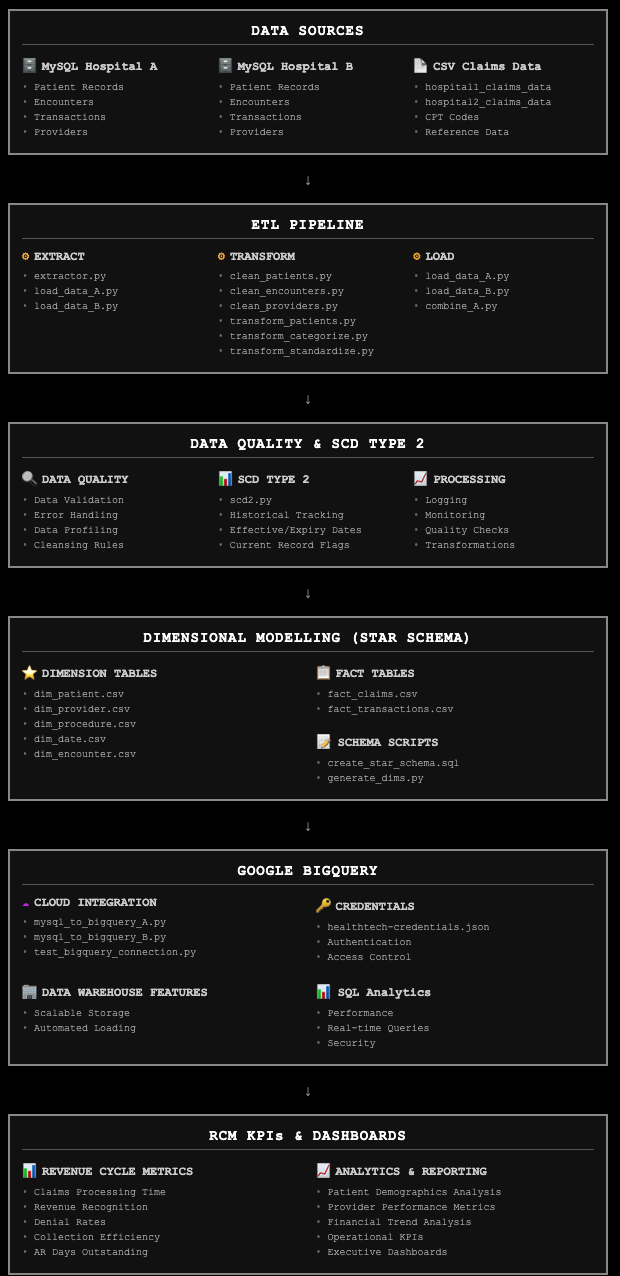 DATA SOURCES
MySQL Hospital A
• Patient Records
• Encounters
• Transactions
• Providers
MySQL Hospital B
• Patient Records
• Encounters
• Transactions
• Providers
CSV Claims Data
• hospital1_claims_data
• hospital2_claims_data
• CPT Codes
• Reference Data
↓
ETL PIPELINE
EXTRACT
• extractor.py
• load_data_A.py
• load_data_B.py
TRANSFORM
• clean_patients.py
• clean_encounters.py
• clean_providers.py
• transform_patients.py
• transform_categorize.py
• transform_standardize.py
LOAD
• load_data_A.py
• load_data_B.py
• combine_A.py
↓
DATA QUALITY & SCD TYPE 2
DATA QUALITY
• Data Validation
• Error Handling
• Data Profiling
• Cleansing Rules
SCD TYPE 2
• scd2.py
• Historical Tracking
• Effective/Expiry Dates
• Current Record Flags
PROCESSING
• Logging
• Monitoring
• Quality Checks
• Transformations
↓
DIMENSIONAL MODELLING (STAR SCHEMA)
DIMENSION TABLES
• dim_patient.csv
• dim_provider.csv
• dim_procedure.csv
• dim_date.csv
• dim_encounter.csv
FACT TABLES
• fact_claims.csv
• fact_transactions.csv
SCHEMA SCRIPTS
• create_star_schema.sql
• generate_dims.py
↓
GOOGLE BIGQUERY
CLOUD INTEGRATION
• mysql_to_bigquery_A.py
• mysql_to_bigquery_B.py
• test_bigquery_connection.py
CREDENTIALS
• healthtech-credentials.json
• Authentication
• Access Control
DATA WAREHOUSE FEATURES
• Scalable Storage
• Automated Loading
SQL Analytics
• Performance
• Real-time Queries
• Security
↓
RCM KPIs & DASHBOARDS
REVENUE CYCLE METRICS
• Claims Processing Time
• Revenue Recognition
• Denial Rates
• Collection Efficiency
• AR Days Outstanding
ANALYTICS & REPORTING
• Patient Demographics Analysis
• Provider Performance Metrics
• Financial Trend Analysis
• Operational KPIs
• Executive Dashboards